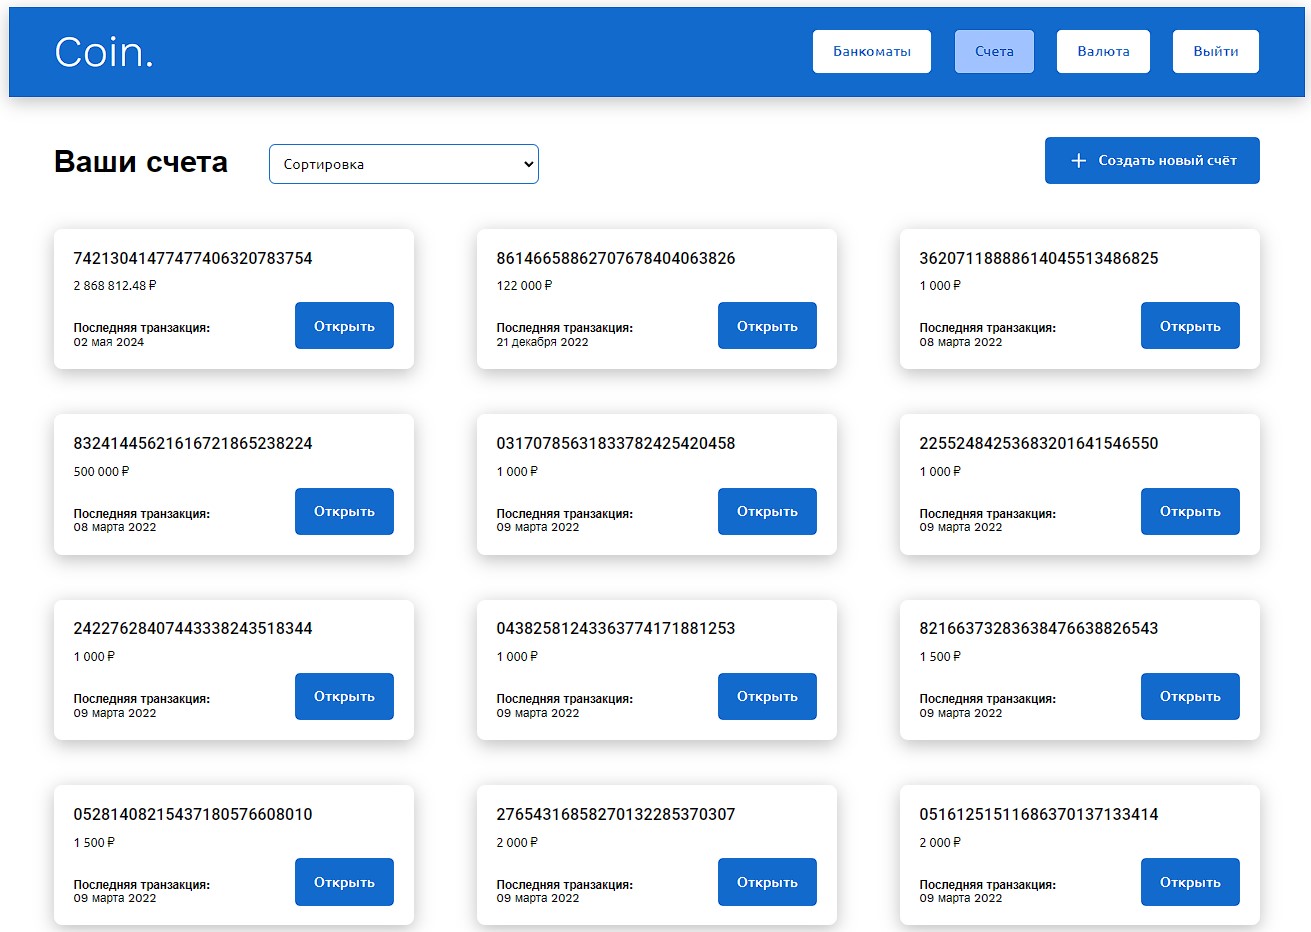 Coin.
Банкоматы
Счета
Валюта
Выйти
Ваши счета
Сортировка
Создать новый счёт
74213041477477406320783754
2 868 812.48 ₽
Последняя транзакция:
02 мая 2024
Открыть
86146658862707678404063826
122 000 ₽
Последняя транзакция:
21 декабря 2022
Открыть
36207118888614045513486825
1 000 ₽
Последняя транзакция:
08 марта 2022
Открыть
83241445621616721865238224
500 000 ₽
Последняя транзакция:
08 марта 2022
Открыть
03170785631833782425420458
1 000 ₽
Последняя транзакция:
09 марта 2022
Открыть
22552484253683201641546550
1 000 ₽
Последняя транзакция:
09 марта 2022
Открыть
24227628407443338243518344
1 000 ₽
Последняя транзакция:
09 марта 2022
Открыть
04382581243363774171881253
1 000 ₽
Последняя транзакция:
09 марта 2022
Открыть
82166373283638476638826543
1 500 ₽
Последняя транзакция:
09 марта 2022
Открыть
05281408215437180576608010
1 500 ₽
Последняя транзакция:
09 марта 2022
Открыть
27654316858270132285370307
2 000 ₽
Последняя транзакция:
09 марта 2022
Открыть
05161251511686370137133414
2 000 ₽
Последняя транзакция:
09 марта 2022
Открыть